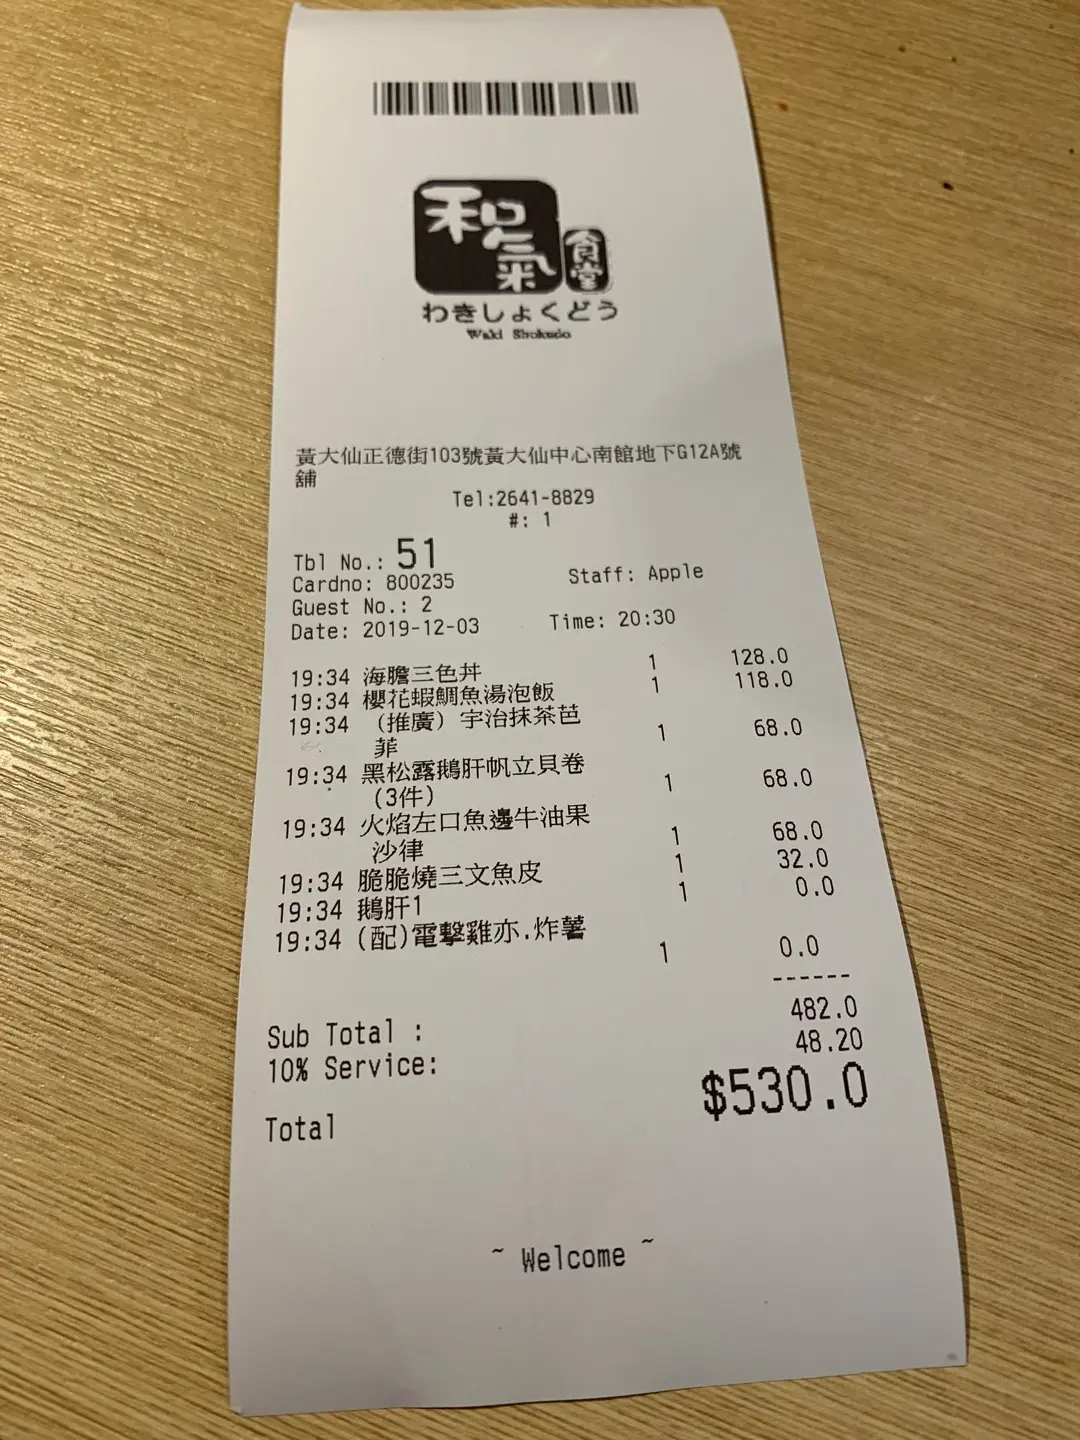 和氣
食堂
わきしょくどう
Waki Shokudo
黃大仙正德街103號黃大仙中心南館地下G12A號
舖
Tel:2641-8829
#: 1
Tbl No.: 51
Cardno: 800235 Staff: Apple
Guest No.: 2
Date: 2019-12-03 Time: 20:30
19:34 海膽三色丼 1 128.0
19:34 櫻花蝦鯛魚湯泡飯 1 118.0
19:34 (推廣) 宇治抹茶芭
菲 1 68.0
19:34 黑松露鵝肝帆立貝卷
(3件) 1 68.0
19:34 火焰左口魚邊牛油果
沙律 1 68.0
19:34 脆脆燒三文魚皮 1 32.0
19:34 鵝肝1 1 0.0
19:34 (配)電擊雞亦.炸薯
1 0.0
------
482.0
Sub Total :
48.20
10% Service:
$530.0
Total
~ Welcome ~